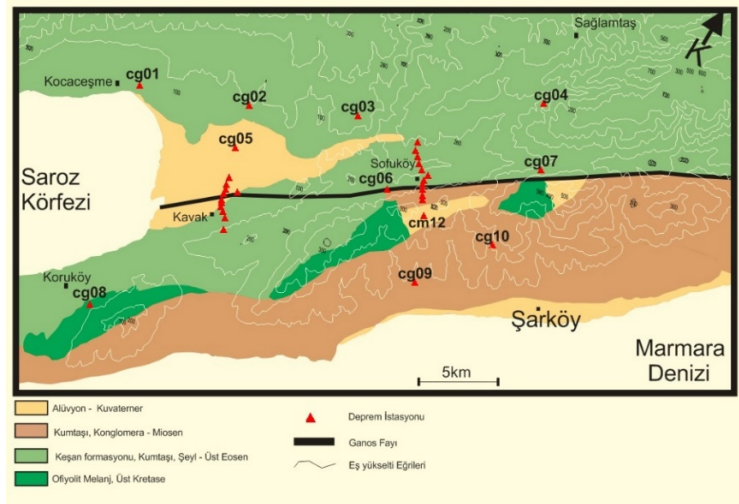 Sağlamtaş
K
Kocaçeşme
cg01
cg02
cg03
cg04
cg05
Sofuköy
cg07
cg06
Saroz
Körfezi
Kavak
cm12
cg10
Koruköy
cg08
cg09
Şarköy
Marmara
Denizi
5km
Alüvyon - Kuvaterner
Kumtaşı, Konglomera - Miosen
Keşan formasyonu, Kumtaşı, Şeyl - Üst Eosen
Ofiyolit Melanj, Üst Kretase
Deprem İstasyonu
Ganos Fayı
Eş yükselti Eğrileri